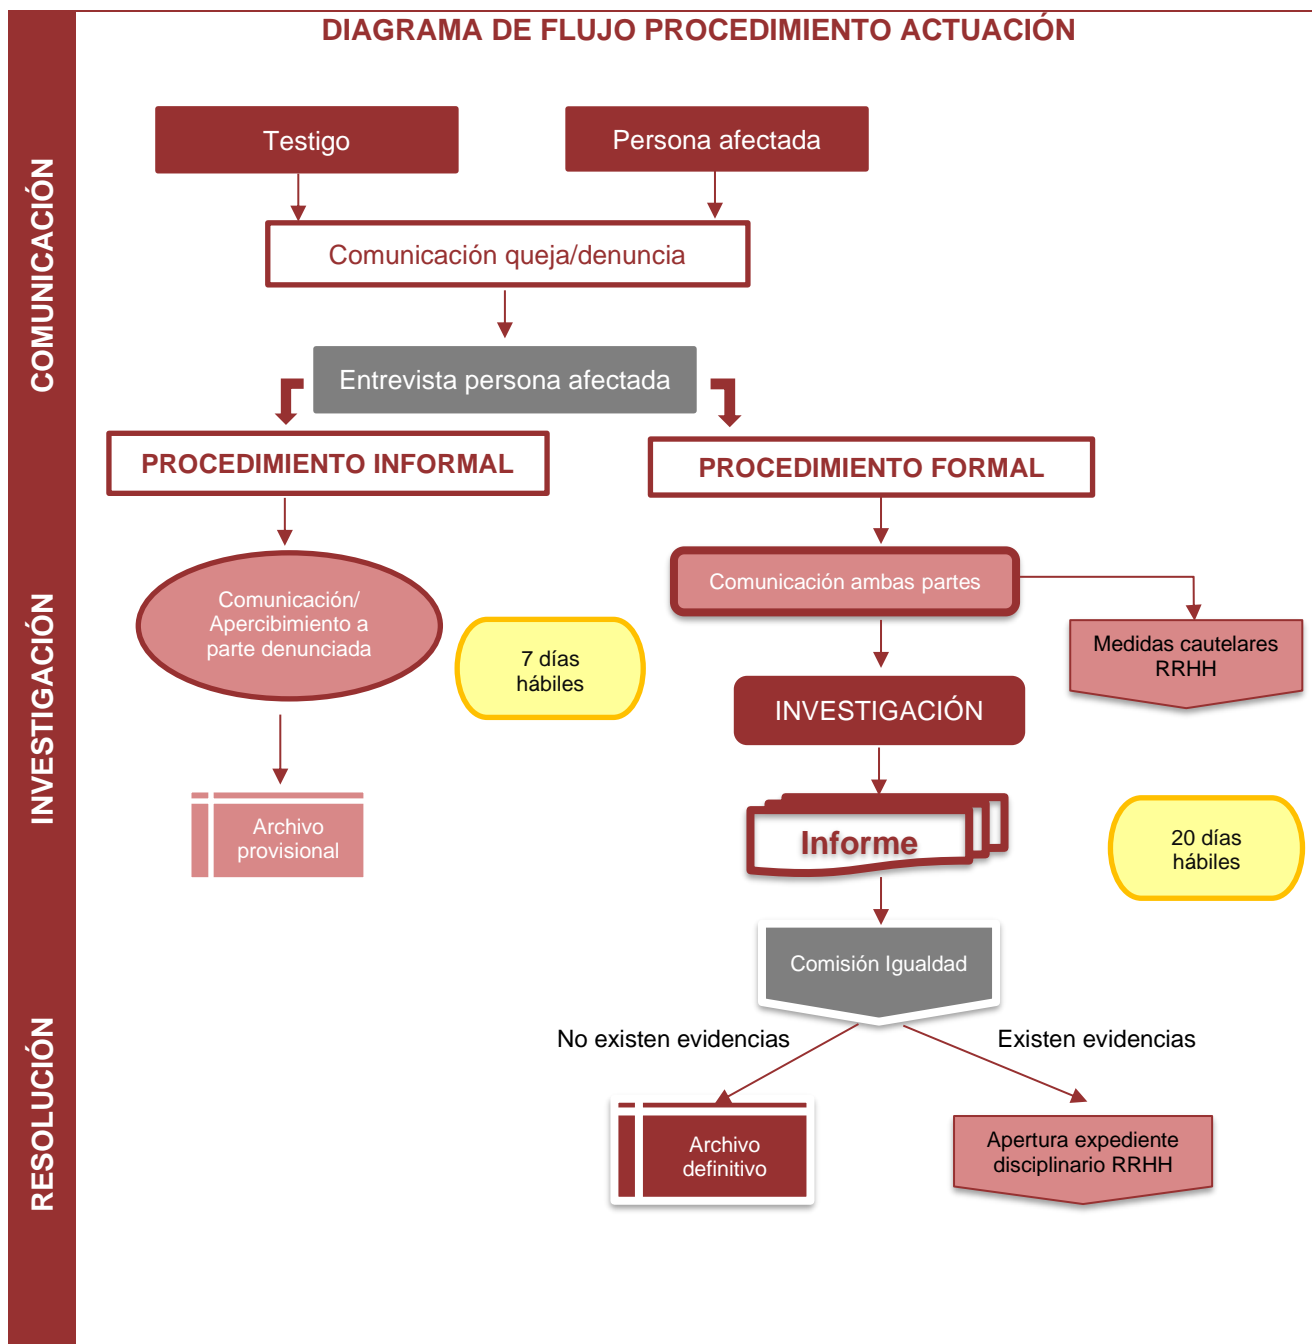 DIAGRAMA DE FLUJO PROCEDIMIENTO ACTUACIÓN
COMUNICACIÓN
Testigo
Persona afectada
Comunicación queja/denuncia
Entrevista persona afectada
PROCEDIMIENTO INFORMAL
PROCEDIMIENTO FORMAL
INVESTIGACIÓN
Comunicación/
Apercibimiento a
parte denunciada
7 días
hábiles
Comunicación ambas partes
Medidas cautelares
RRHH
INVESTIGACIÓN
Archivo
provisional
Informe
20 días
hábiles
Comisión Igualdad
RESOLUCIÓN
No existen evidencias
Existen evidencias
Archivo
definitivo
Apertura expediente
disciplinario RRHH